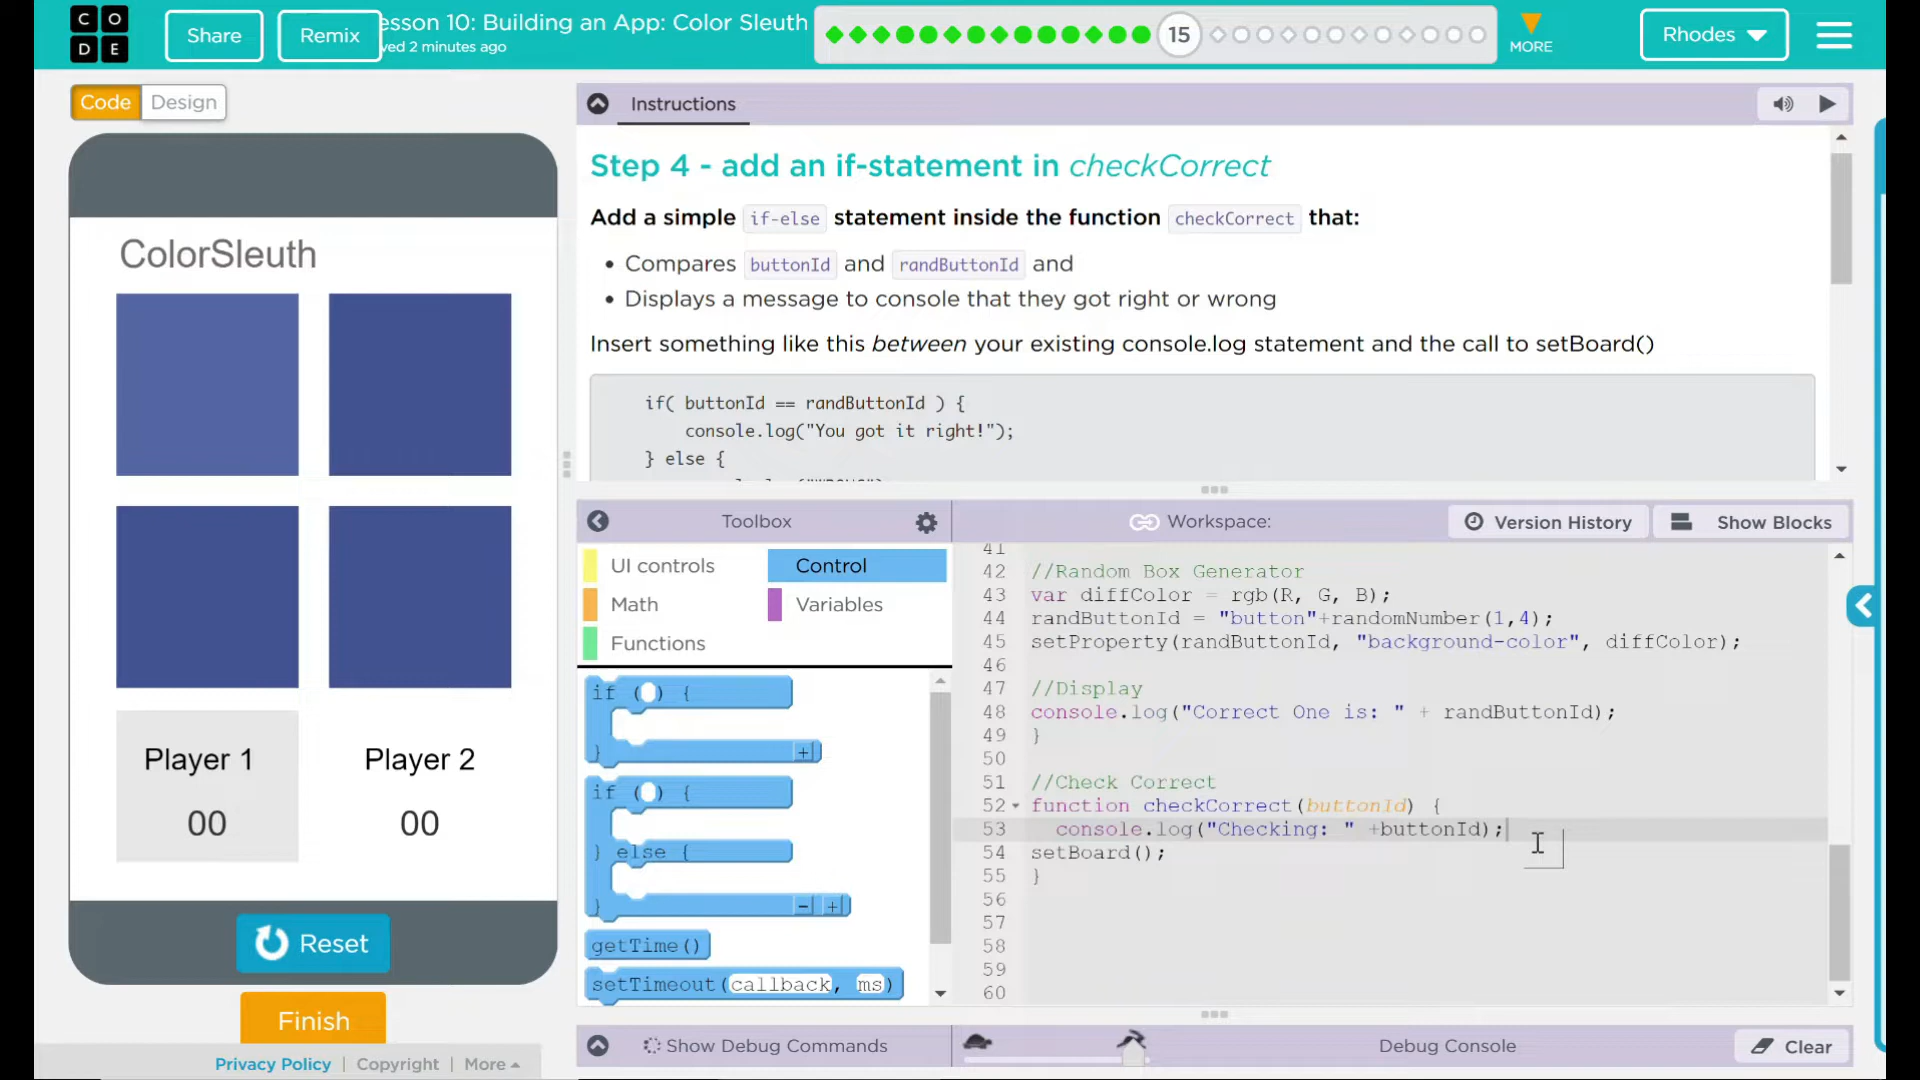 CODE
Share
Remix
esson 10: Building an App: Color Sleuth
ved 2 minutes ago
15
MORE
Rhodes
Code
Design
Instructions
Step 4 - add an if-statement in checkCorrect
Add a simple if-else statement inside the function checkCorrect that:
Compares buttonId and randButtonId and
Displays a message to console that they got right or wrong
Insert something like this between your existing console.log statement and the call to setBoard()
if( buttonId == randButtonId ) {
console.log("You got it right!");
} else {
ColorSleuth
Player 1
00
Player 2
00
Reset
Finish
Privacy Policy | Copyright | More
Toolbox
UI controls
Control
Math
Variables
Functions
if ( ) {
} +
if ( ) {
} else {
} - +
getTime()
setTimeout(callback, ms)
Workspace:
Version History
Show Blocks
41
42 //Random Box Generator
43 var diffColor = rgb(R, G, B);
44 randButtonId = "button"+randomNumber(1,4);
45 setProperty(randButtonId, "background-color", diffColor);
46
47 //Display
48 console.log("Correct One is: " + randButtonId);
49 }
50
51 //Check Correct
52 function checkCorrect(buttonId) {
53 console.log("Checking: " +buttonId);
54 setBoard();
55 }
56
57
58
59
60
Show Debug Commands
Debug Console
Clear